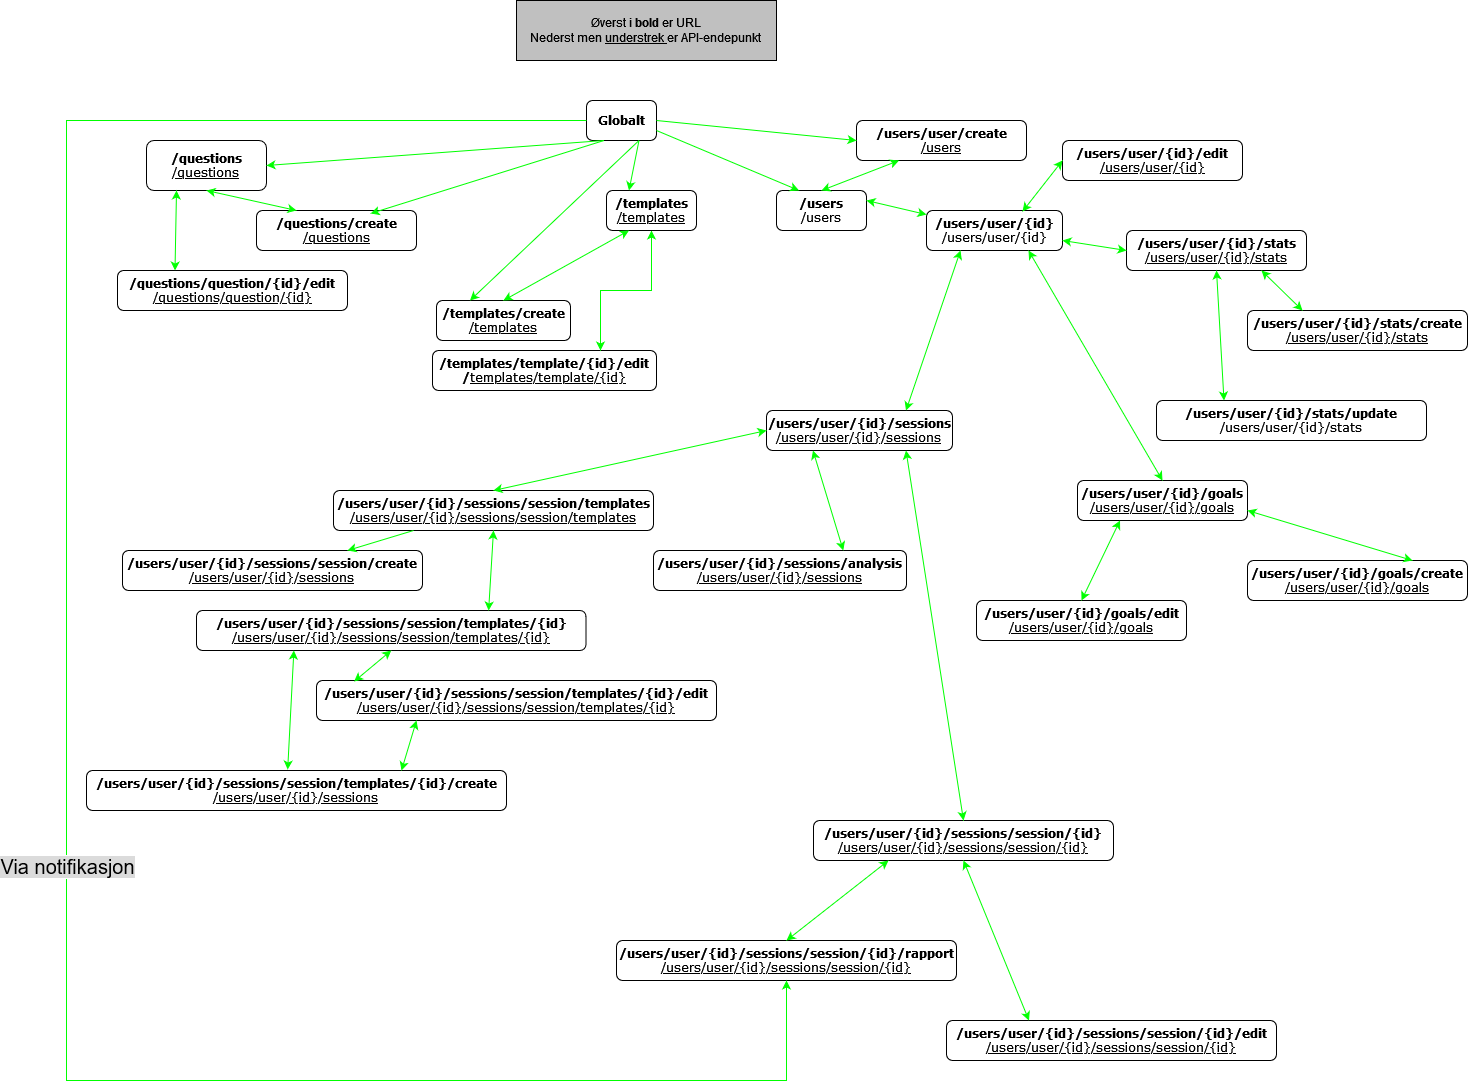 Øverst i bold er URL
Nederst men understrek er API-endepunkt
Globalt
/users/user/create
/users
/questions
/questions
/users/user/{id}/edit
/users/user/{id}
/templates
/templates
/users
/users
/questions/create
/questions
/users/user/{id}
/users/user/{id}
/users/user/{id}/stats
/users/user/{id}/stats
/questions/question/{id}/edit
/questions/question/{id}
/templates/create
/templates
/users/user/{id}/stats/create
/users/user/{id}/stats
/templates/template/{id}/edit
/templates/template/{id}
/users/user/{id}/stats/update
/users/user/{id}/stats
/users/user/{id}/sessions
/users/user/{id}/sessions
/users/user/{id}/sessions/session/templates
/users/user/{id}/sessions/session/templates
/users/user/{id}/goals
/users/user/{id}/goals
/users/user/{id}/sessions/session/create
/users/user/{id}/sessions
/users/user/{id}/sessions/analysis
/users/user/{id}/sessions
/users/user/{id}/goals/create
/users/user/{id}/goals
/users/user/{id}/sessions/session/templates/{id}
/users/user/{id}/sessions/session/templates/{id}
/users/user/{id}/goals/edit
/users/user/{id}/goals
/users/user/{id}/sessions/session/templates/{id}/edit
/users/user/{id}/sessions/session/templates/{id}
/users/user/{id}/sessions/session/templates/{id}/create
/users/user/{id}/sessions
/users/user/{id}/sessions/session/{id}
/users/user/{id}/sessions/session/{id}
Via notifikasjon
/users/user/{id}/sessions/session/{id}/rapport
/users/user/{id}/sessions/session/{id}
/users/user/{id}/sessions/session/{id}/edit
/users/user/{id}/sessions/session/{id}